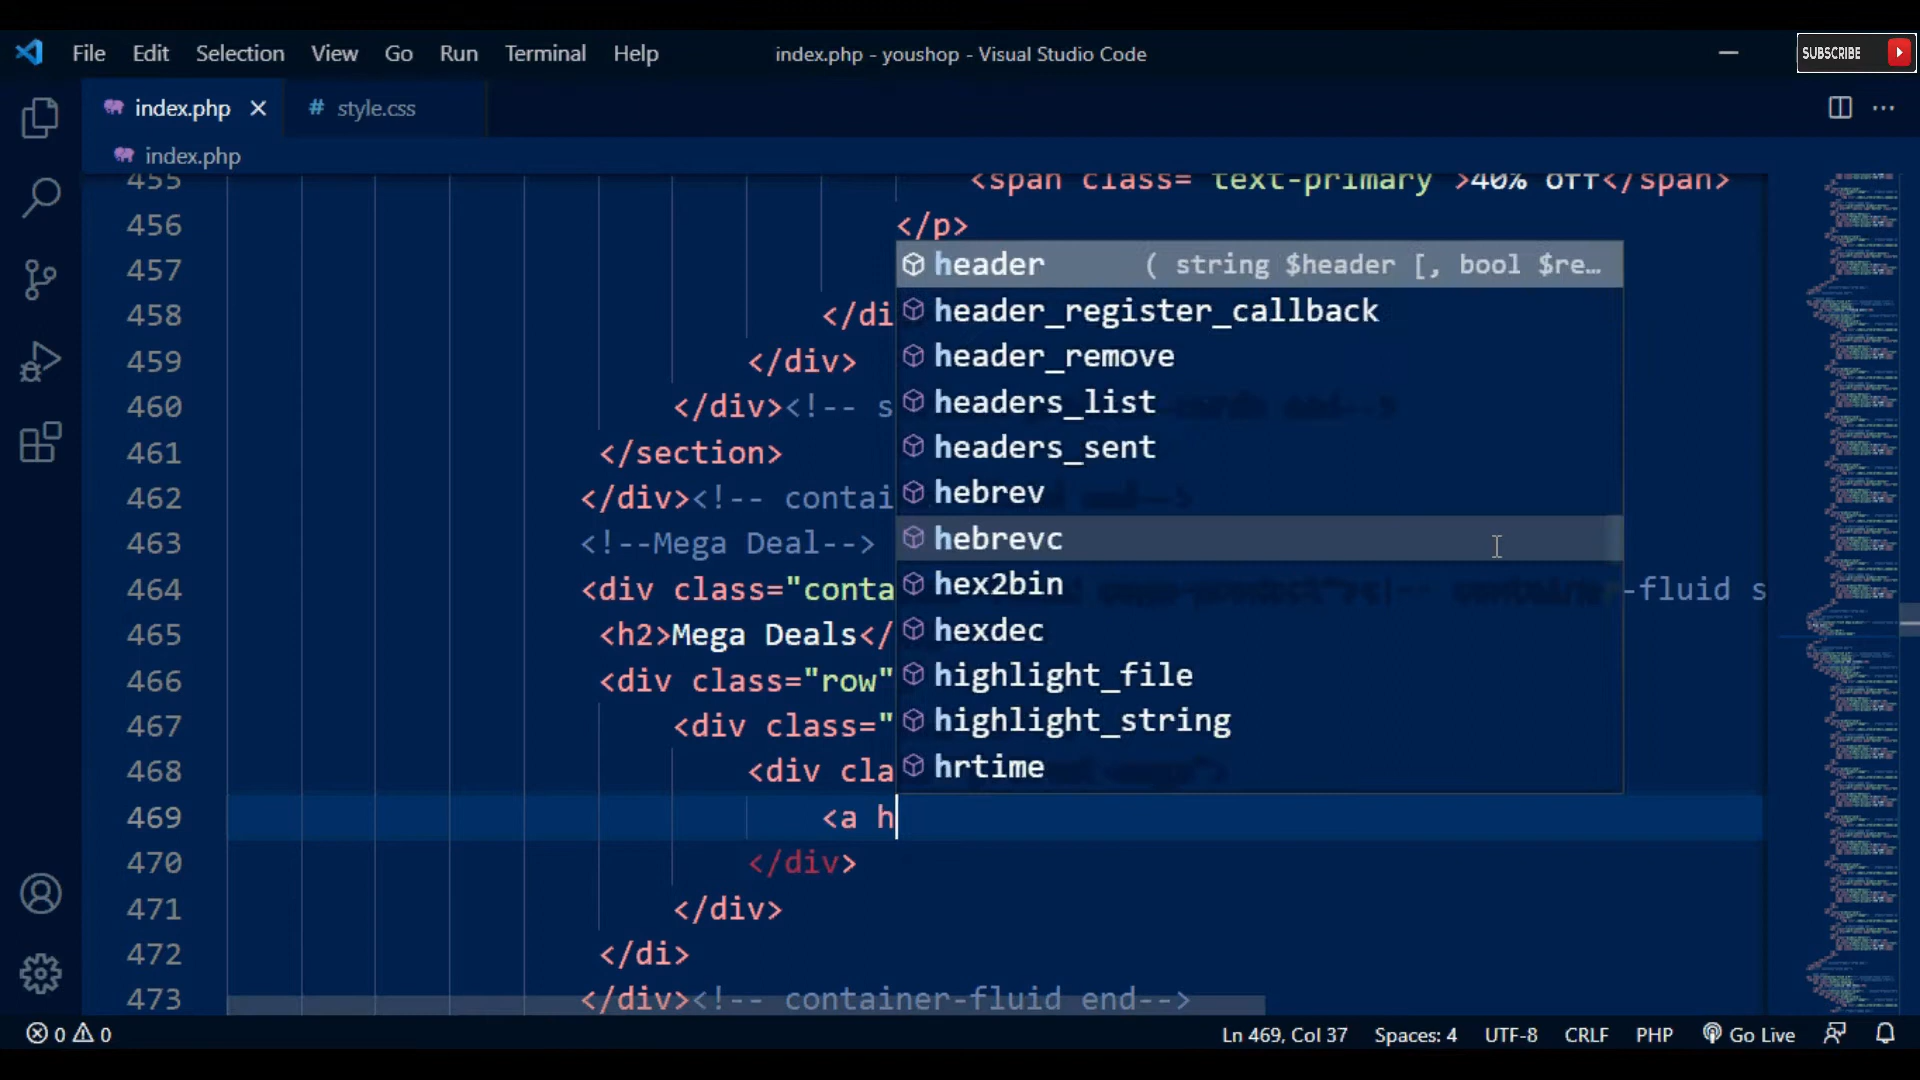 File Edit Selection View Go Run Terminal Help index.php - youshop - Visual Studio Code SUBSCRIBE
index.php # style.css
index.php
455 <span class= text-primary >40% off</span>
456 </p>
457 header ( string $header [, bool $re…
458 </di header_register_callback
459 </div> header_remove
460 </div><!-- s headers_list
461 </section> headers_sent
462 </div><!-- contai hebrev
463 <!--Mega Deal--> hebrevc
464 <div class="conta hex2bin -fluid s
465 <h2>Mega Deals</ hexdec
466 <div class="row" highlight_file
467 <div class=" highlight_string
468 <div cla hrtime
469 <a h
470 </div>
471 </div>
472 </di>
473 </div><!-- container-fluid end-->
0 0 Ln 469, Col 37 Spaces: 4 UTF-8 CRLF PHP Go Live